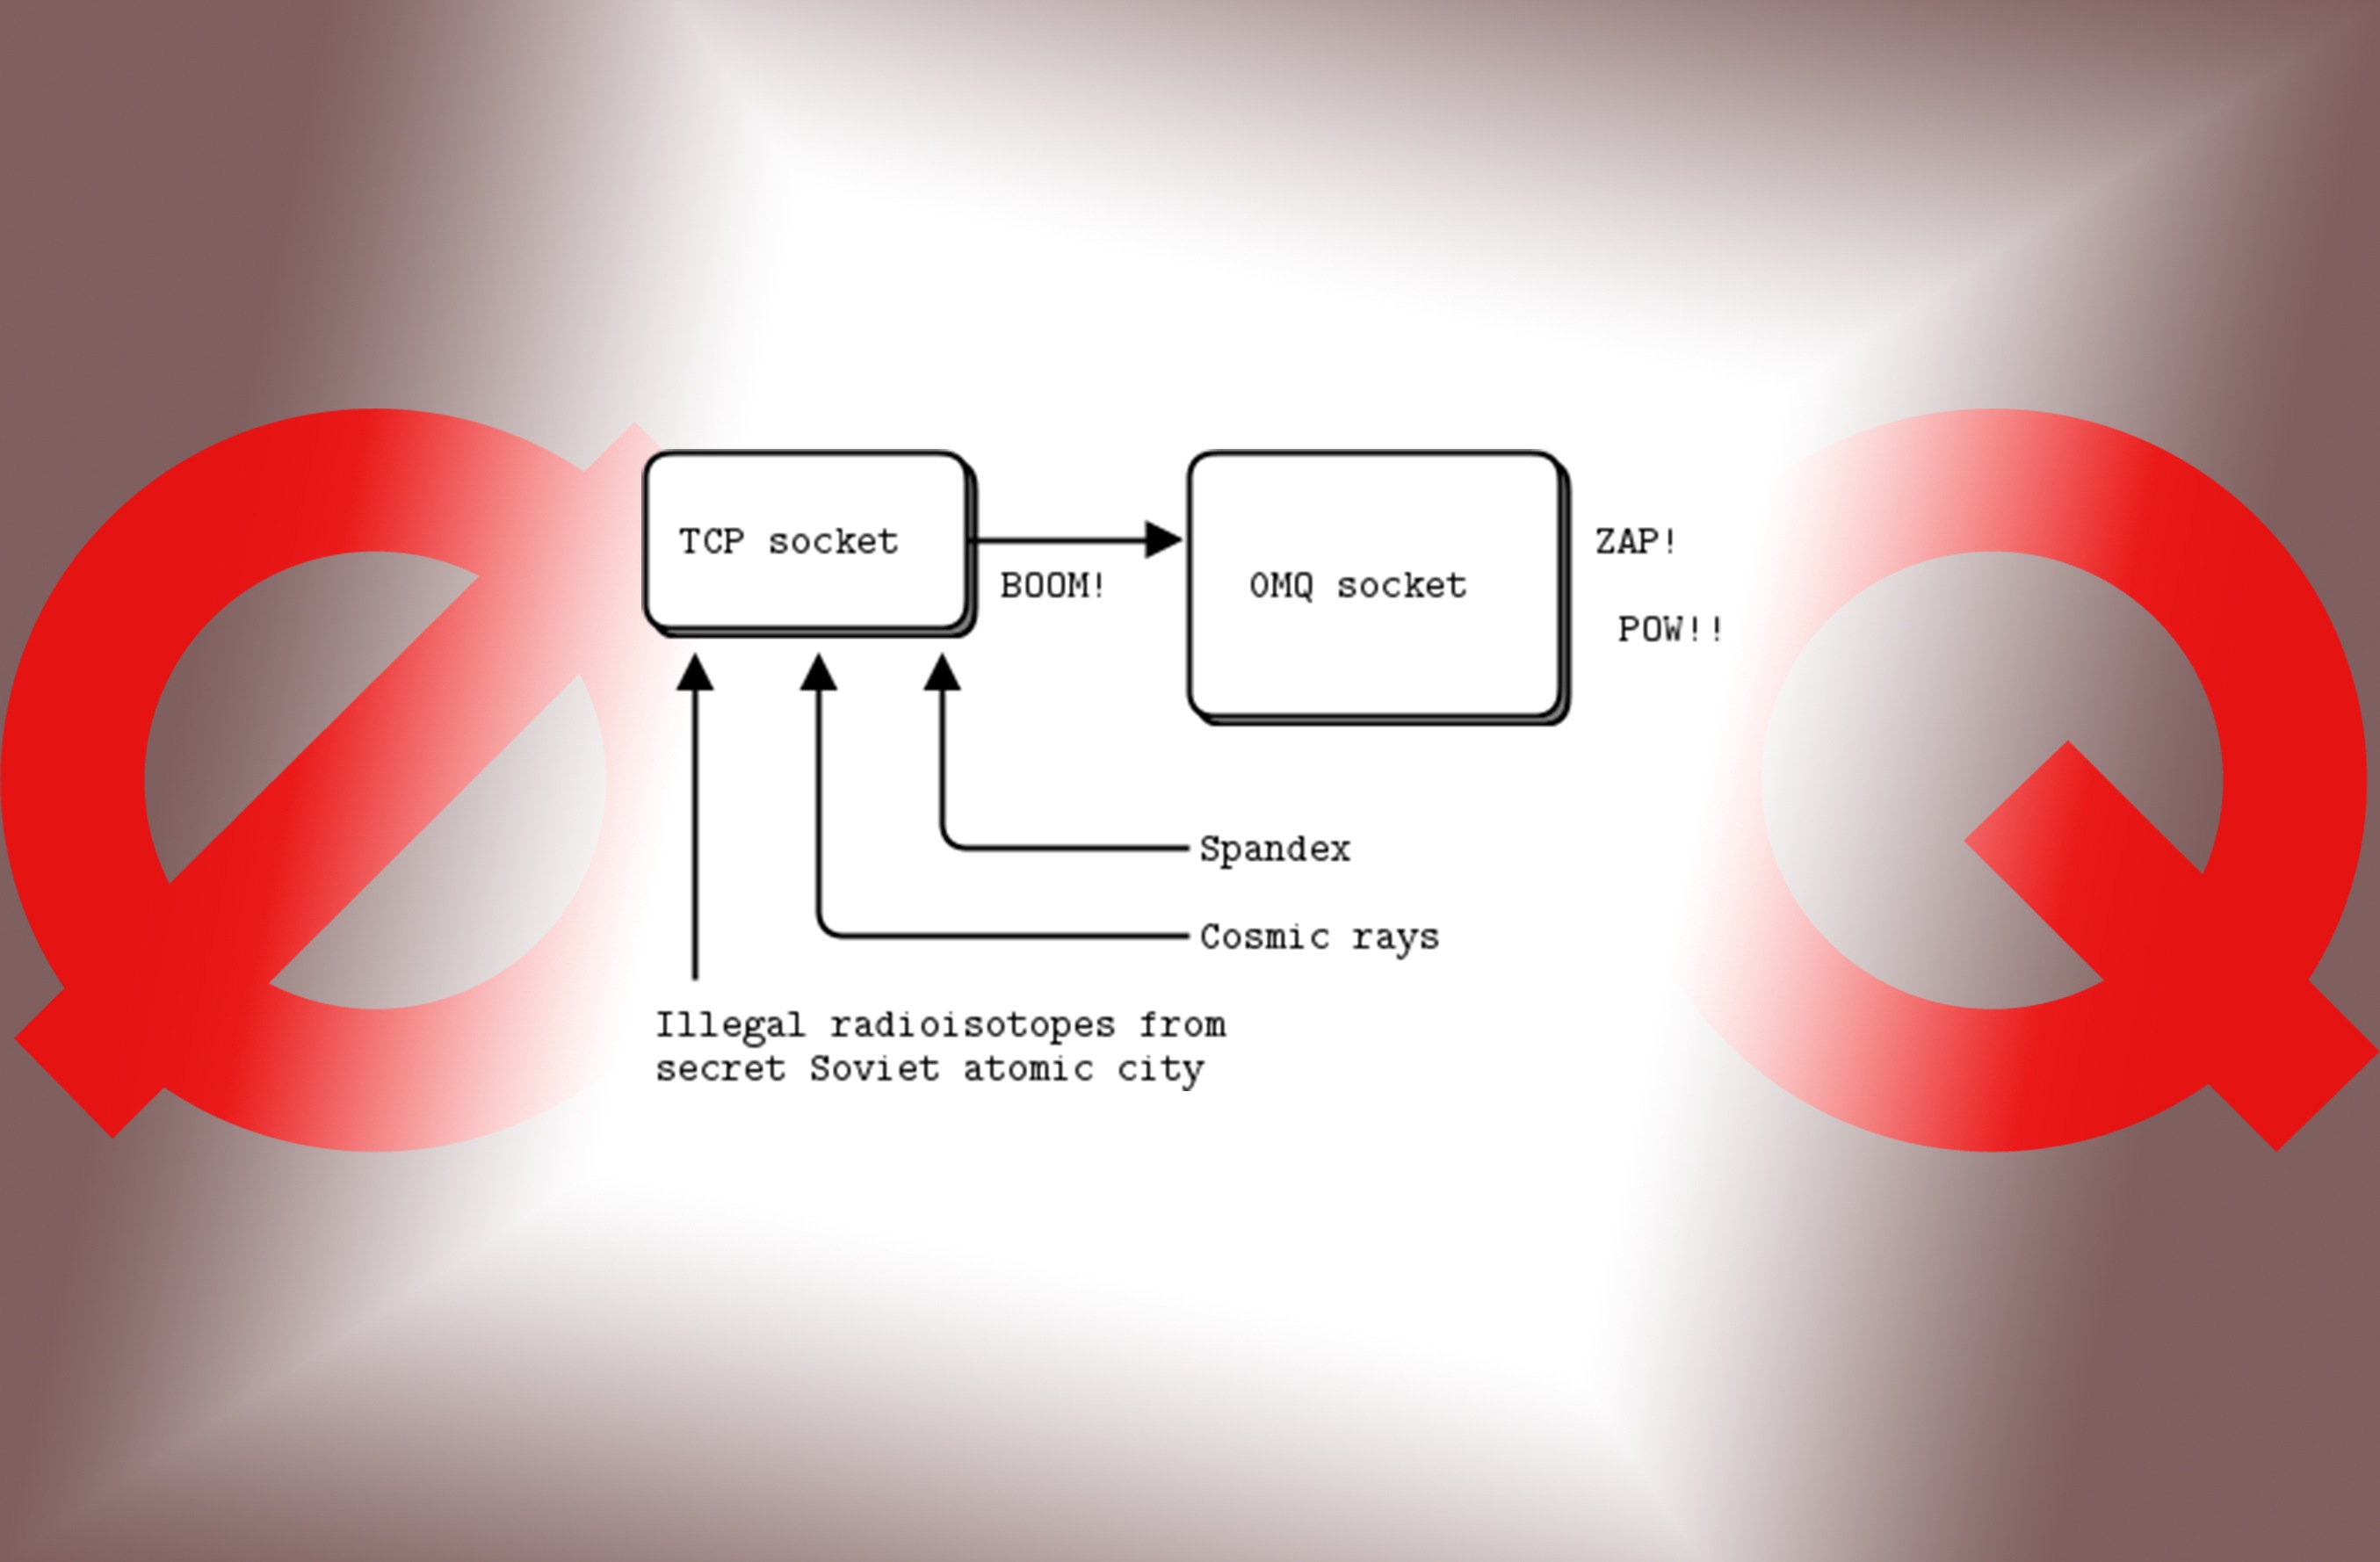 Ø
Q
TCP socket
BOOM!
0MQ socket
ZAP!
POW!!
Spandex
Cosmic rays
Illegal radioisotopes from
secret Soviet atomic city